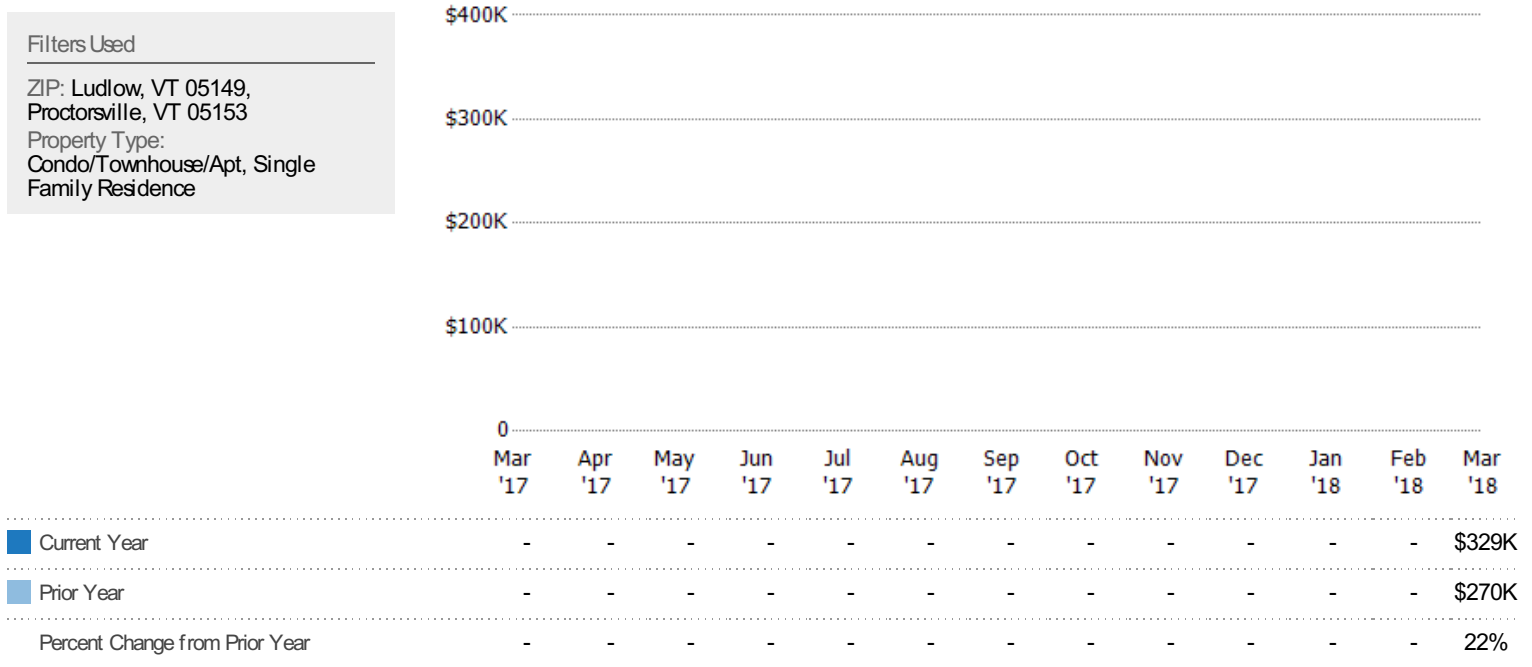 Filters Used
ZIP: Ludlow, VT 05149,
Proctorsville, VT 05153
Property Type:
Condo/Townhouse/Apt, Single
Family Residence
$400K
$300K
$200K
$100K
0
Mar Apr May Jun Jul Aug Sep Oct Nov Dec Jan Feb Mar
'17 '17 '17 '17 '17 '17 '17 '17 '17 '17 '18 '18 '18
Current Year - - - - - - - - - - - - $329K
Prior Year - - - - - - - - - - - - $270K
Percent Change from Prior Year - - - - - - - - - - - - 22%